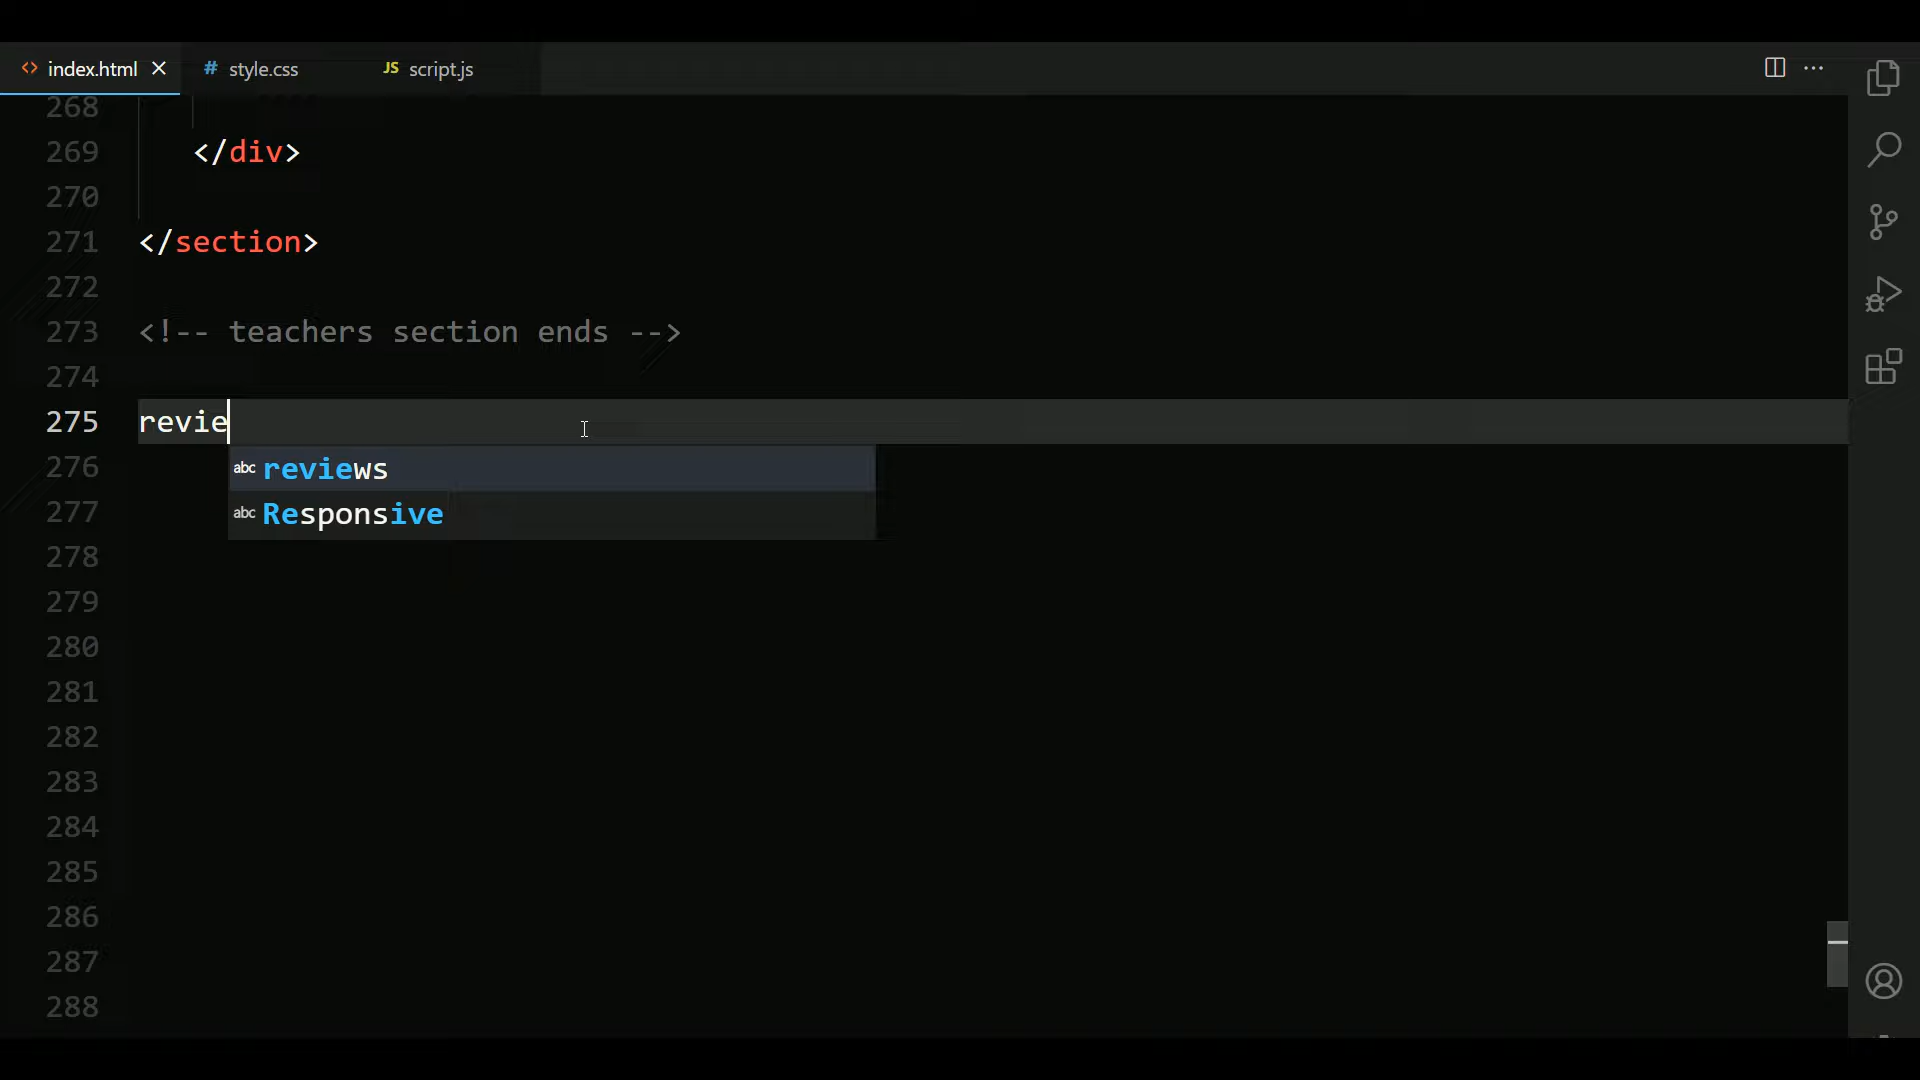 index.html
# style.css
JS script.js
268
269 </div>
270
271 </section>
272
273 <!-- teachers section ends -->
274
275 revie
276 abc reviews
277 abc Responsive
278
279
280
281
282
283
284
285
286
287
288